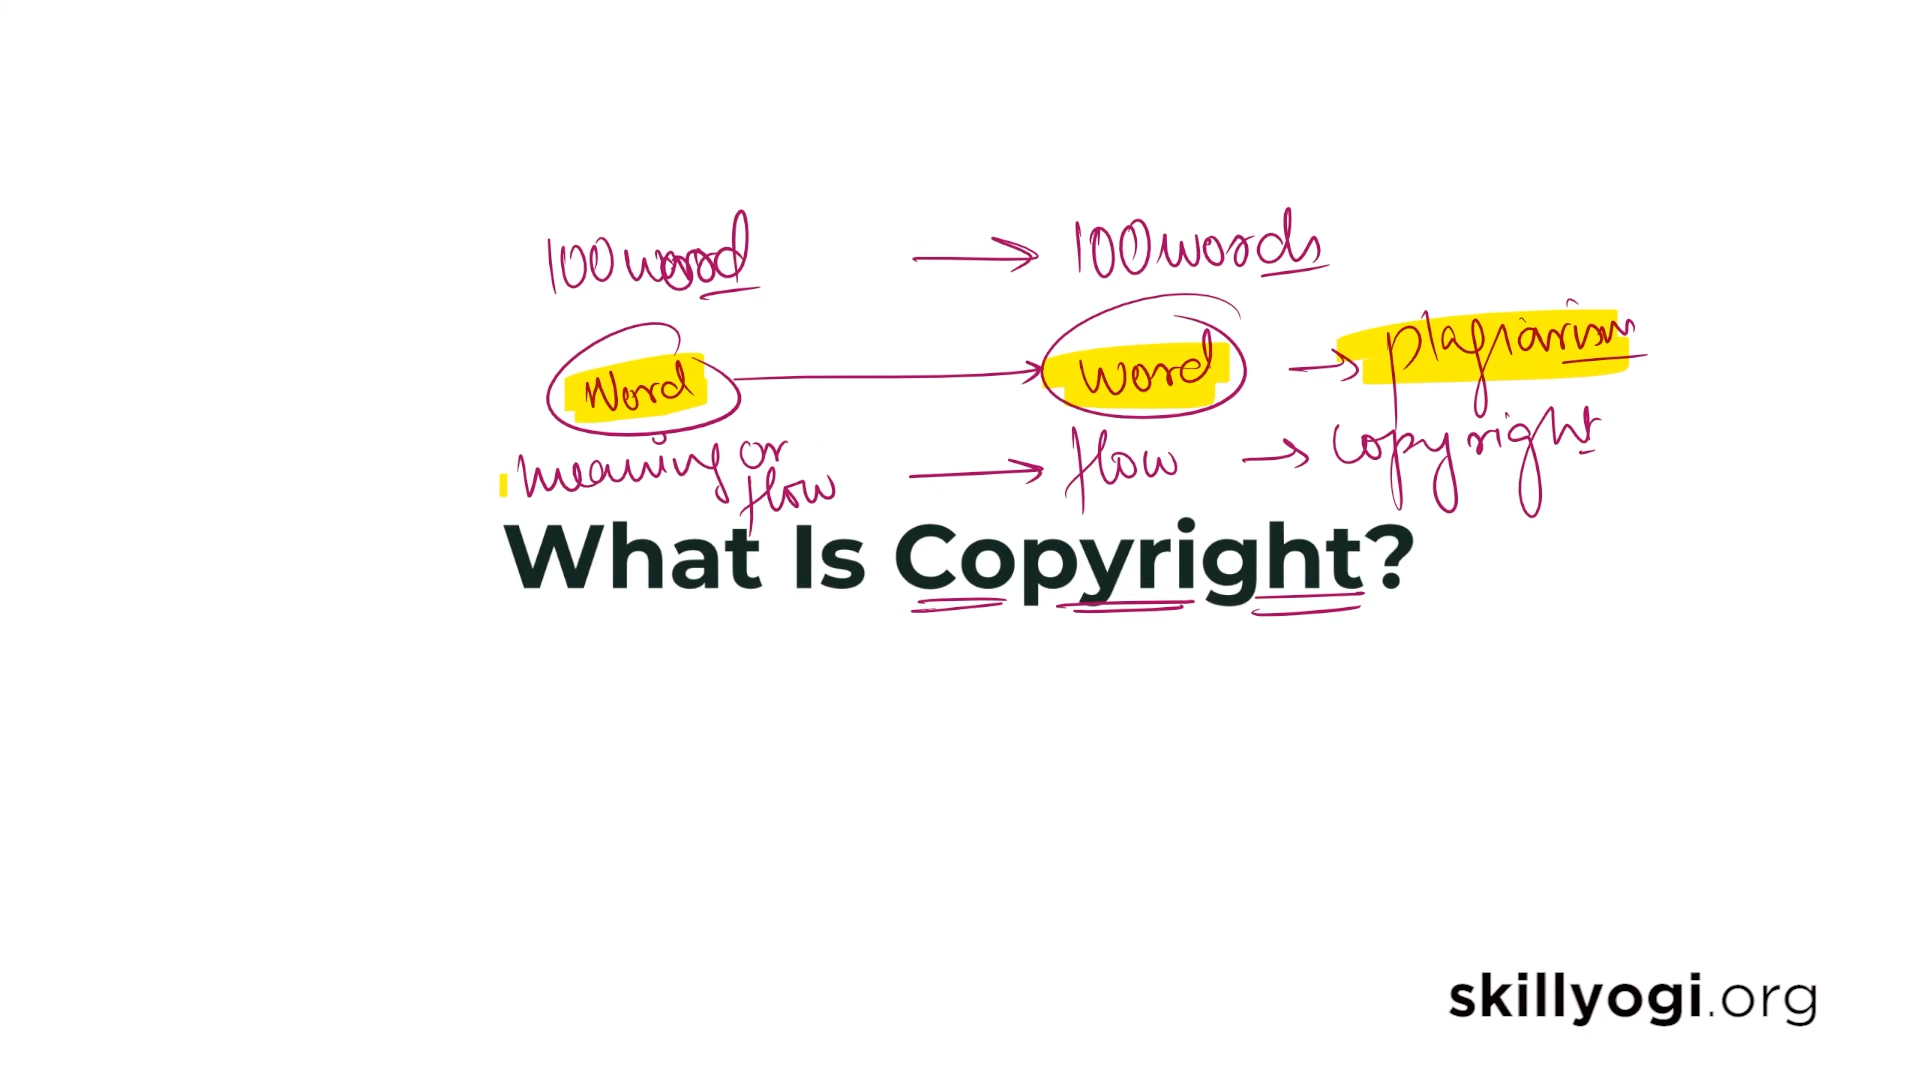 100 word → 100 words
Word → word → plagiarism
meaning or flow → flow → copyright
What Is Copyright?
skillyogi.org